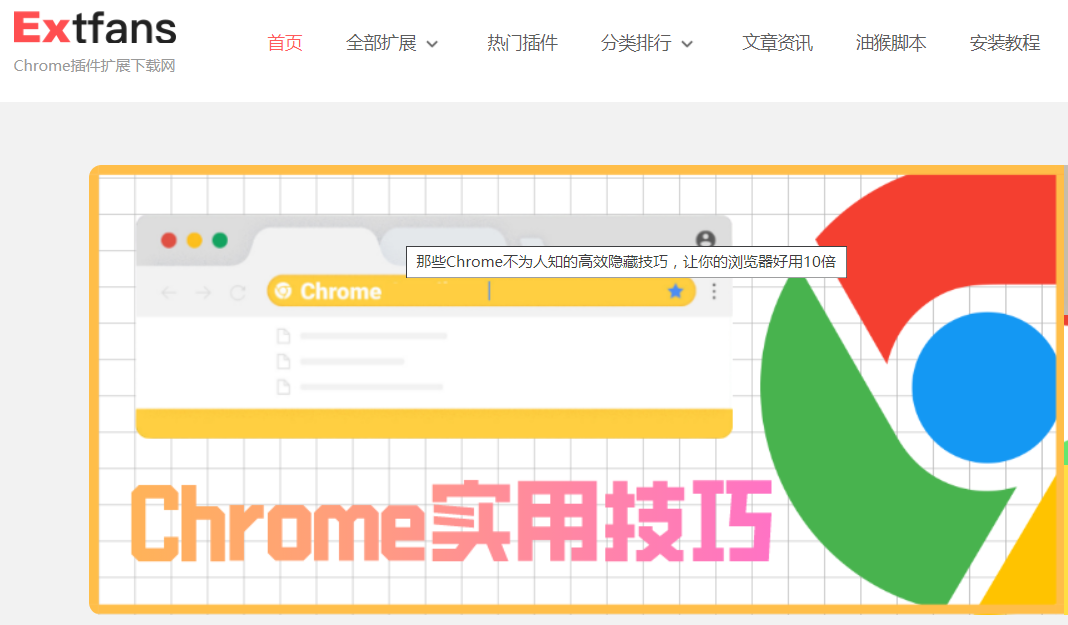 Extfans
Chrome插件扩展下载网
首页 全部扩展 热门插件 分类排行 文章资讯 油猴脚本 安装教程
那些Chrome不为人知的高效隐藏技巧，让你的浏览器好用10倍
Chrome
Chrome实用技巧